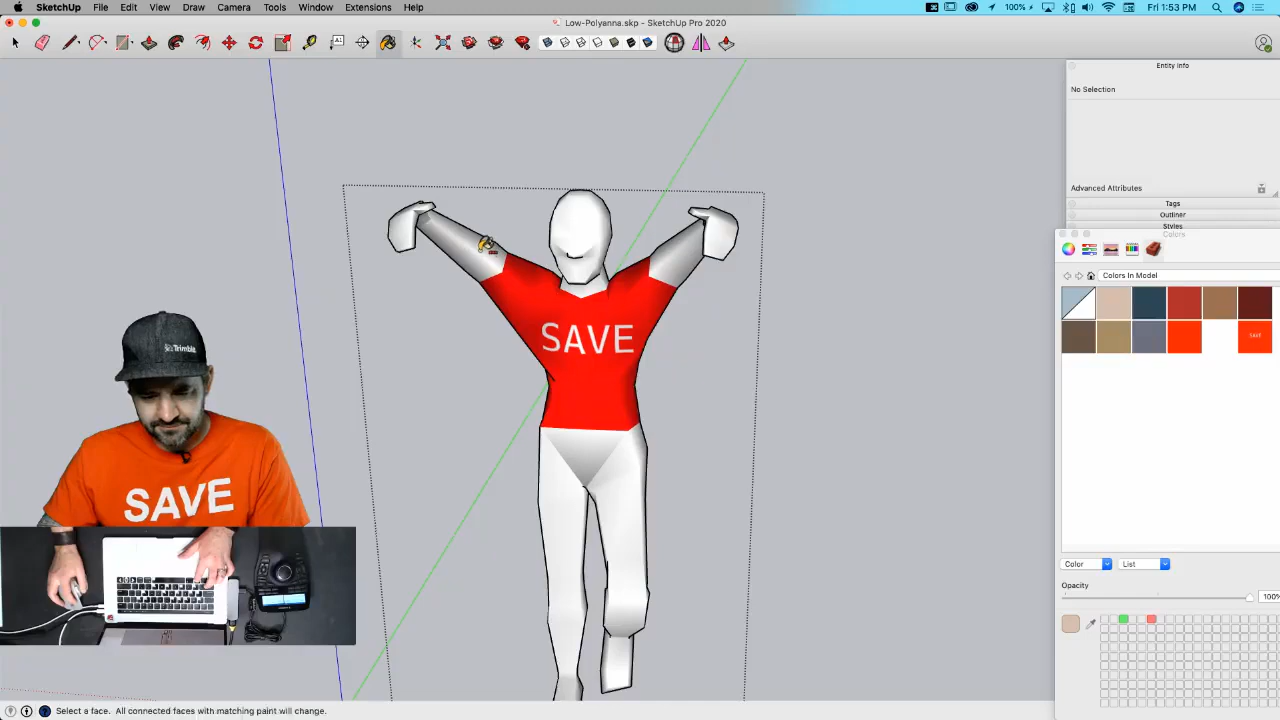 SketchUp File Edit View Draw Camera Tools Window Extensions Help
100% Fri 1:53 PM
Low-Polyanna.skp - SketchUp Pro 2020
Entity Info
No Selection
Advanced Attributes
Tags
Outliner
Styles
Colors
Colors In Model
SAVE
SAVE
Trimble
SAVE
Color List
Opacity
100%
Select a face. All connected faces with matching paint will change.